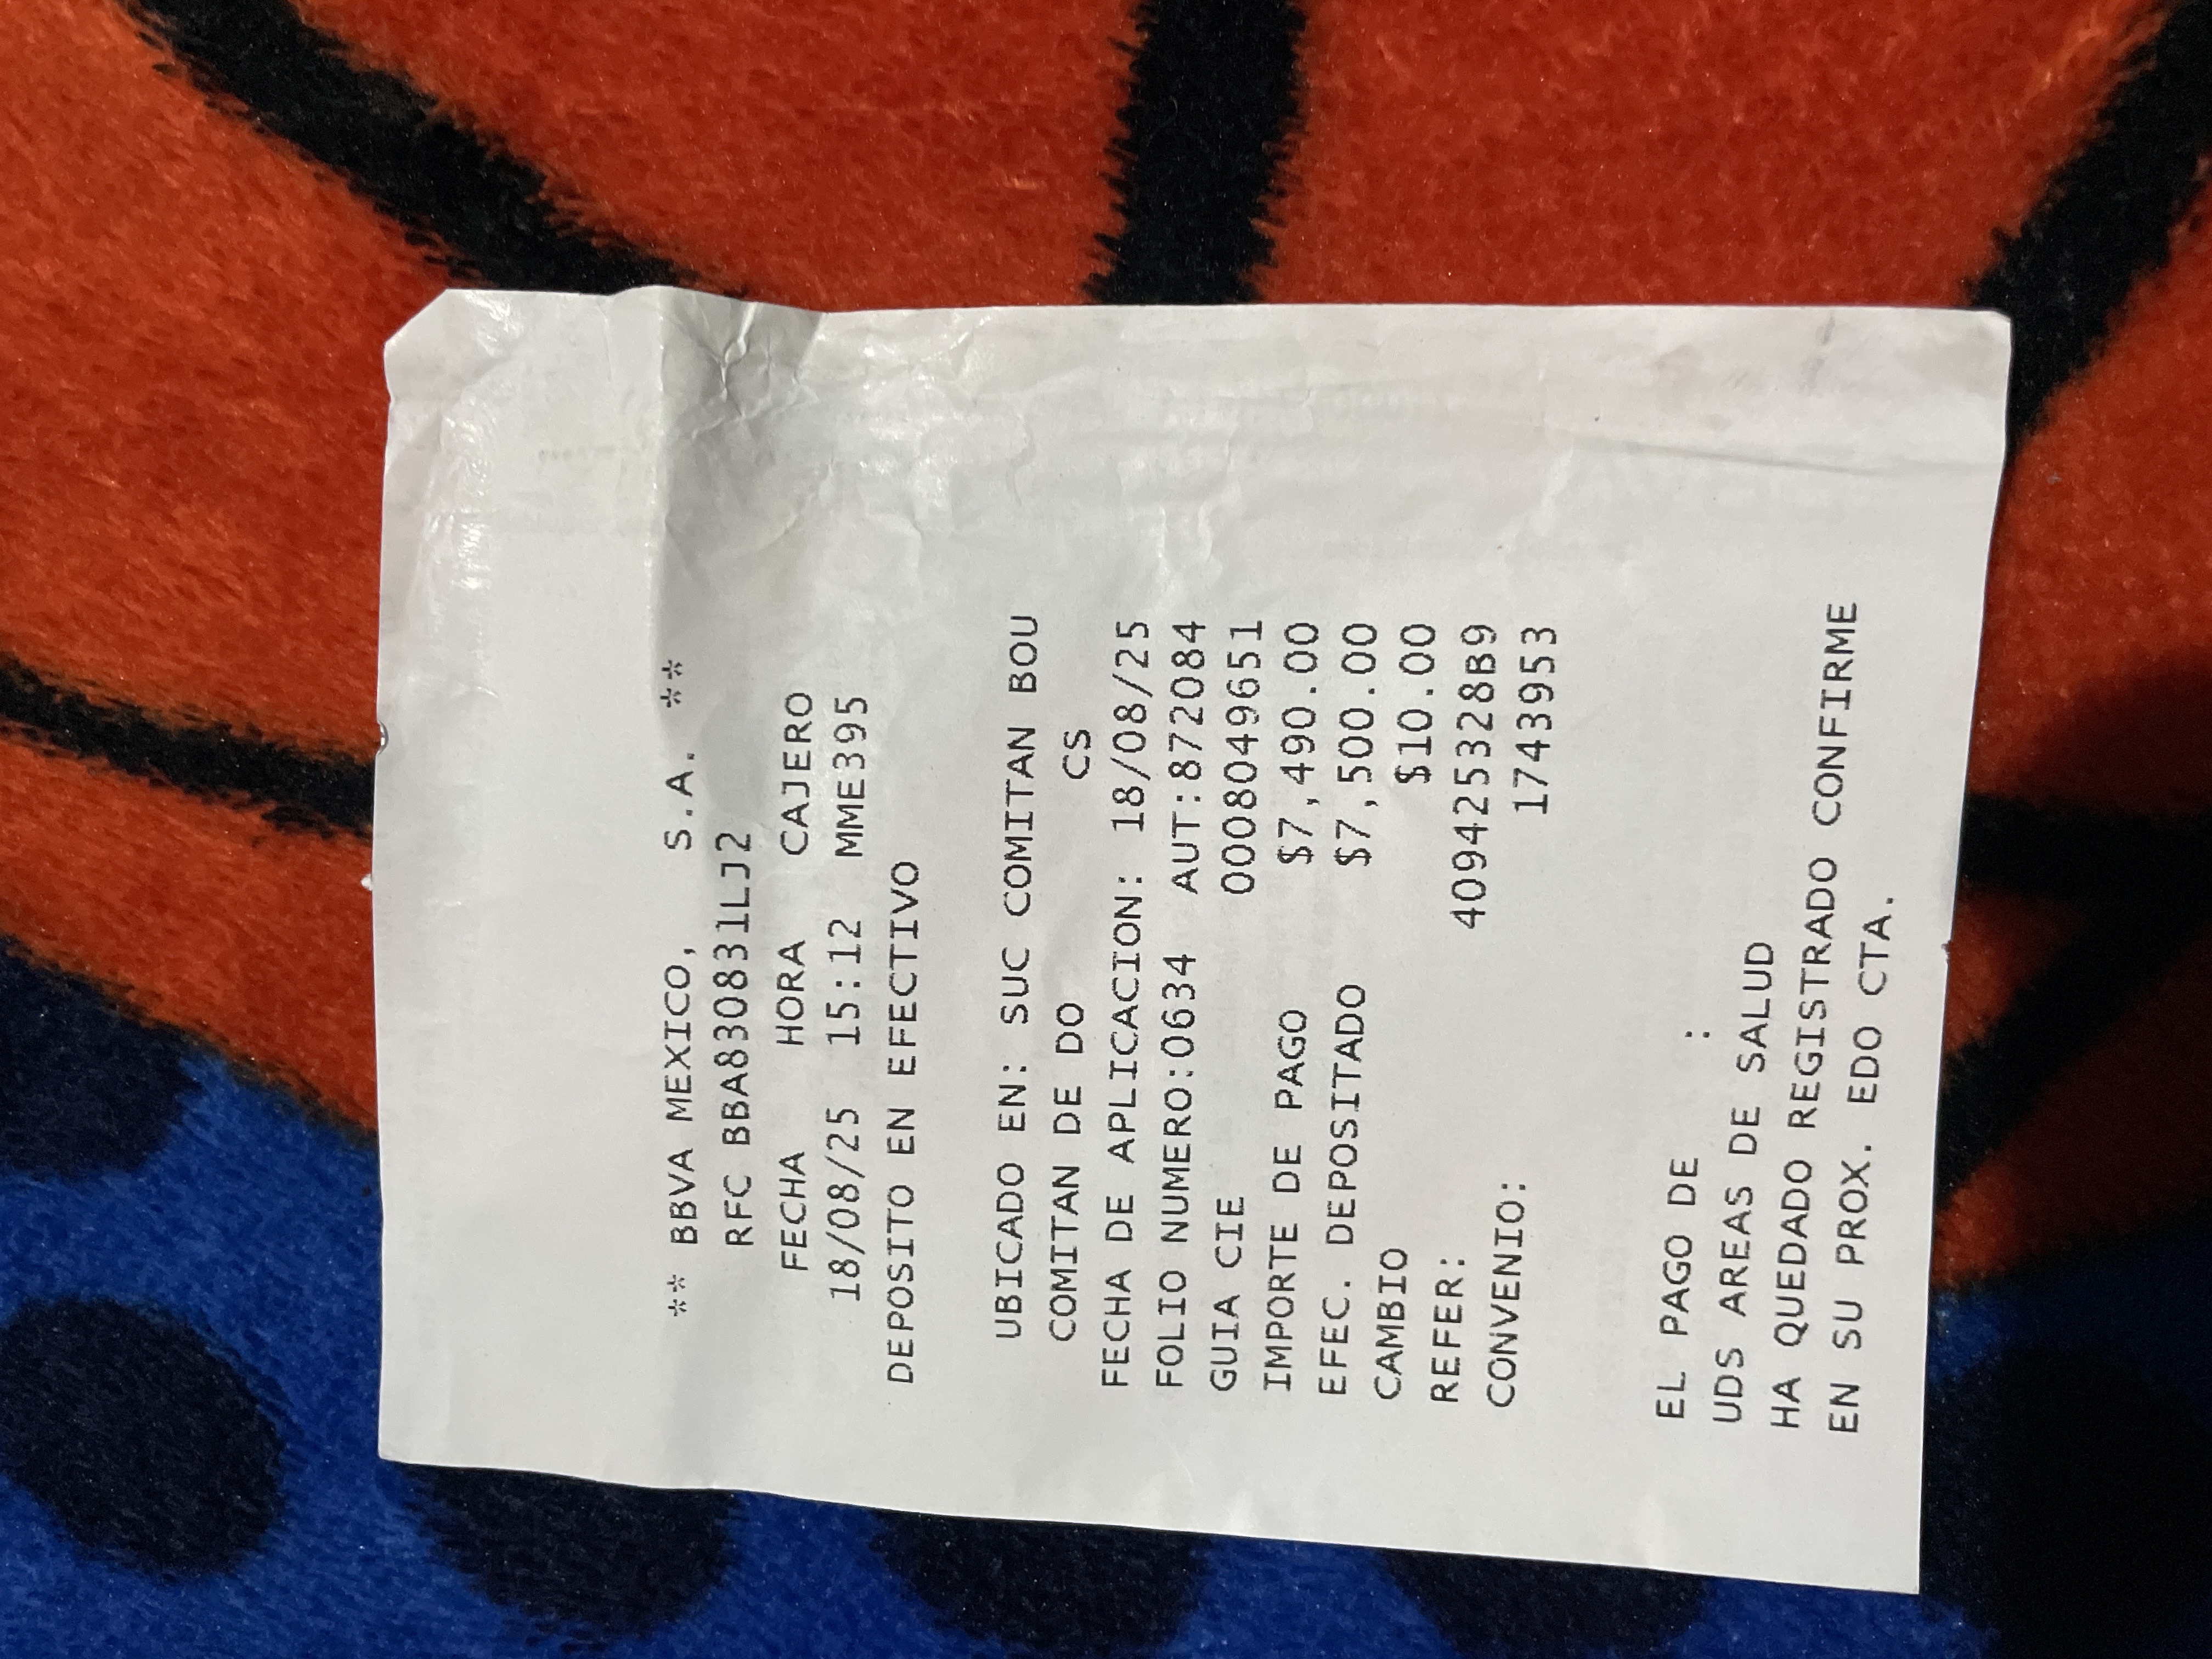 ** BBVA MEXICO, S.A. **
RFC BBA830831LJ2
FECHA HORA CAJERO
18/08/25 15:12 MME395
DEPOSITO EN EFECTIVO
UBICADO EN: SUC COMITAN BOU
COMITAN DE DO CS
FECHA DE APLICACION: 18/08/25
FOLIO NUMERO:0634 AUT:872084
GUIA CIE 0008049651
IMPORTE DE PAGO $7,490.00
EFEC. DEPOSITADO $7,500.00
CAMBIO $10.00
REFER: 409425328B9
CONVENIO: 1743953
EL PAGO DE :
UDS AREAS DE SALUD
HA QUEDADO REGISTRADO CONFIRME
EN SU PROX. EDO CTA.